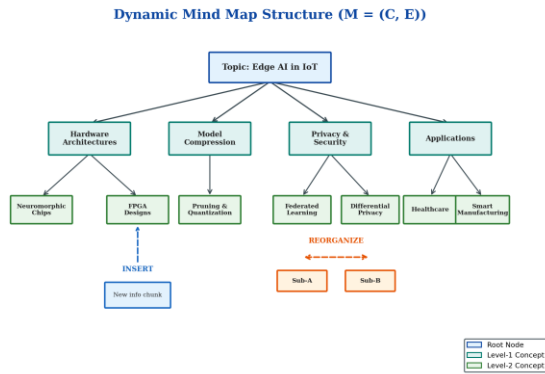 Dynamic Mind Map Structure (M = (C, E))
Topic: Edge AI in IoT
Hardware
Architectures
Model
Compression
Privacy &
Security
Applications
Neuromorphic
Chips
FPGA
Designs
Pruning &
Quantization
Federated
Learning
Differential
Privacy
Healthcare
Smart
Manufacturing
REORGANIZE
INSERT
Sub-A
Sub-B
New info chunk
Root Node
Level-1 Concept
Level-2 Concept